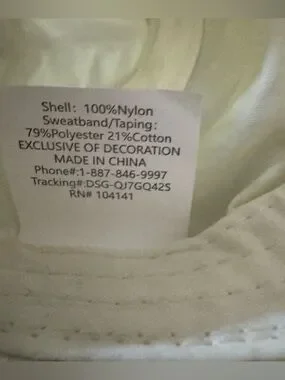 Shell: 100%Nylon
Sweatband/Taping:
79%Polyester 21%Cotton
EXCLUSIVE OF DECORATION
MADE IN CHINA
Phone#:1-887-846-9997
Tracking#:DSG-QJ7GQ42S
RN# 104141